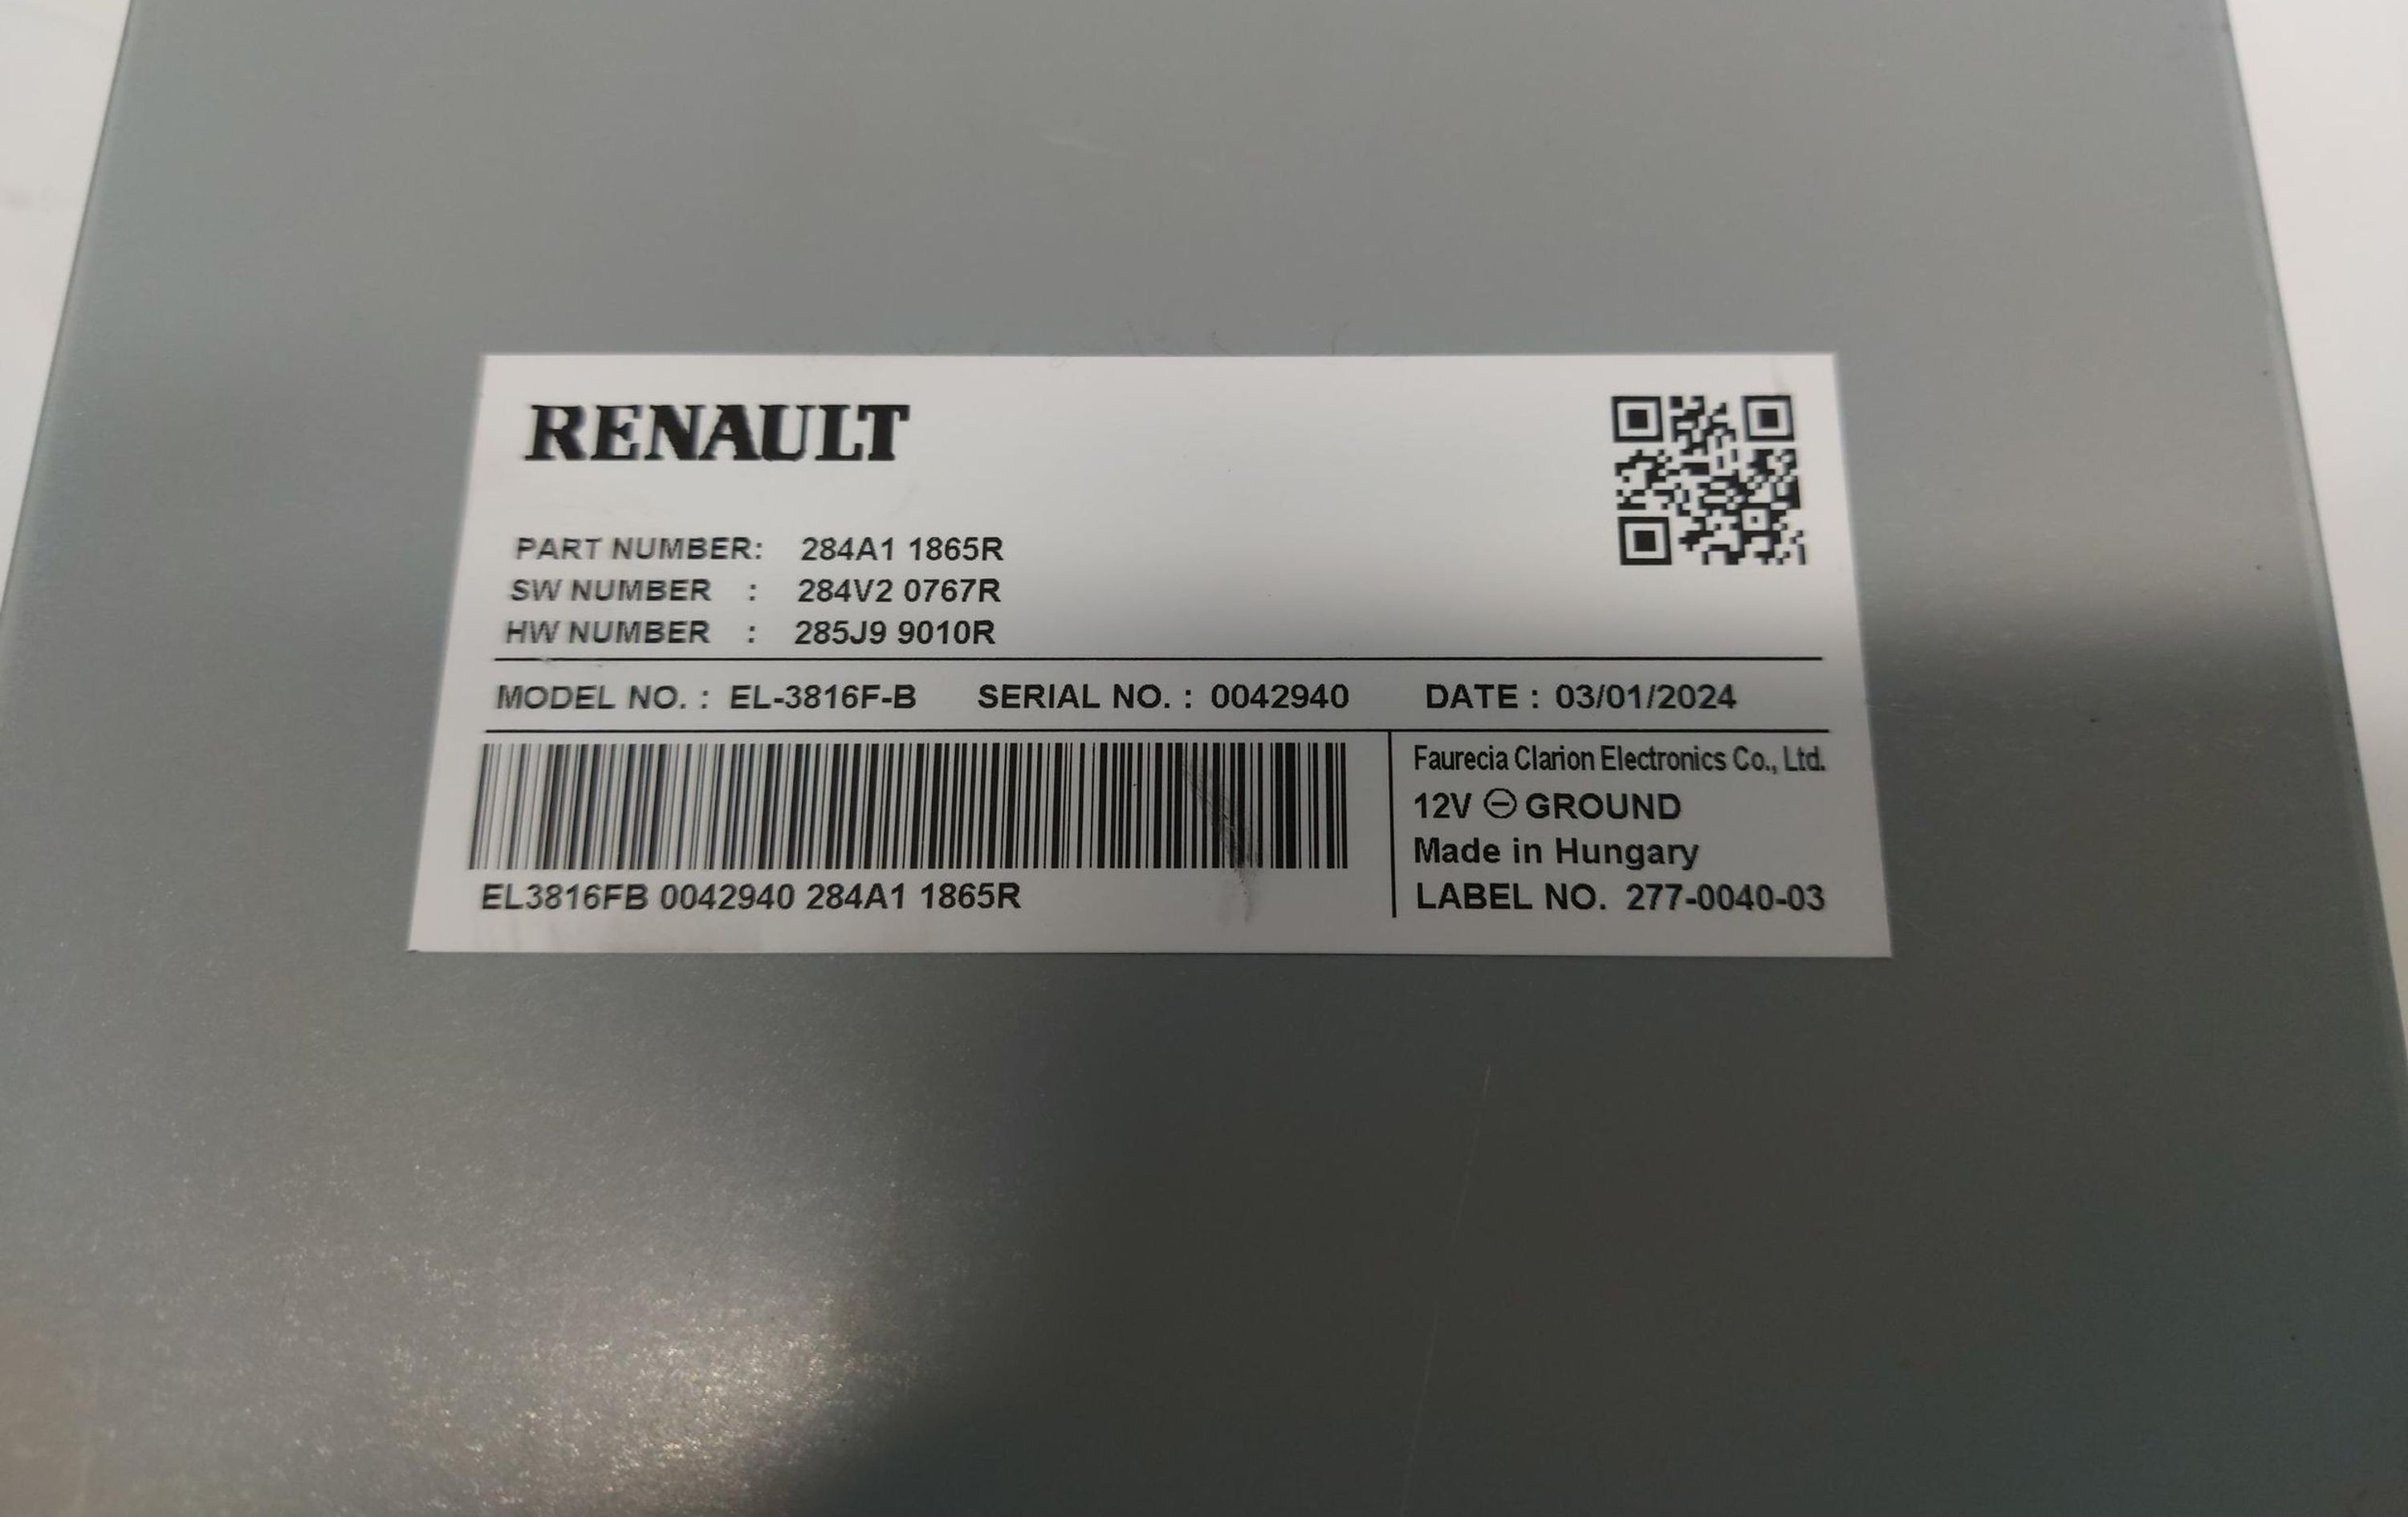 RENAULT
PART NUMBER: 284A1 1865R
SW NUMBER : 284V2 0767R
HW NUMBER : 285J9 9010R
MODEL NO. : EL-3816F-B SERIAL NO. : 0042940 DATE : 03/01/2024
EL3816FB 0042940 284A1 1865R
Faurecia Clarion Electronics Co., Ltd.
12V ⊖ GROUND
Made in Hungary
LABEL NO. 277-0040-03